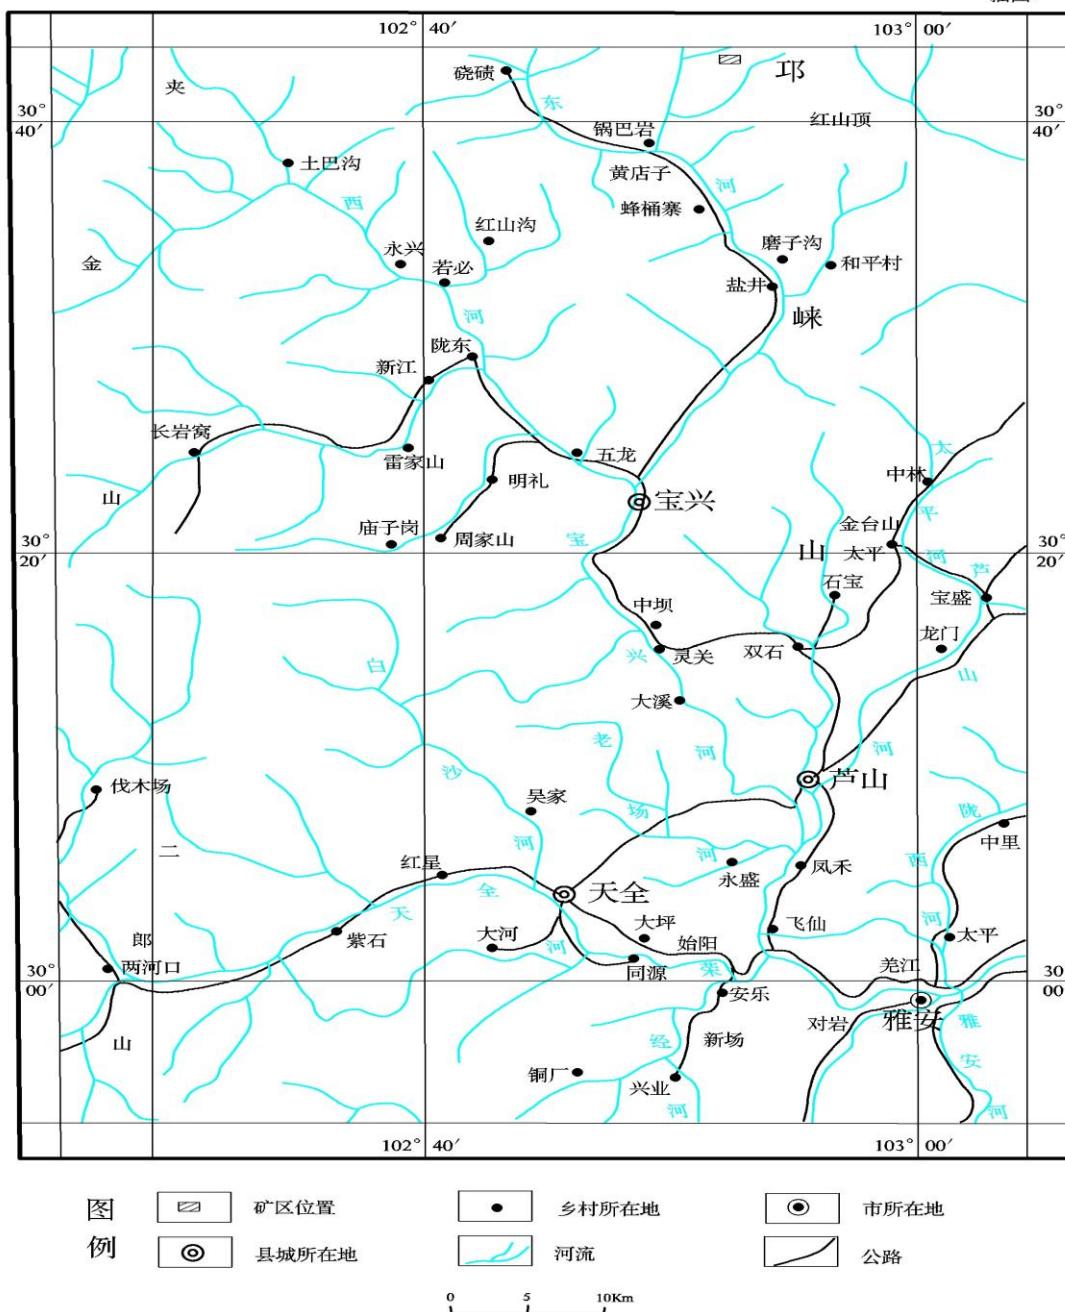 插图
102° 40′
103° 00′
硗碛
邛
夹
东
30°
40′
30°
40′
锅巴岩
红山顶
土巴沟
黄店子
河
西
蜂桶寨
红山沟
永兴
磨子沟
金
若必
和平村
盐井
河
崃
陇东
新江
长岩窝
雷家山
五龙
太
中林
山
明礼
宝兴
平
庙子岗
周家山
宝
金台山
30°
20′
山
太平
河
芦
30°
20′
石宝
宝盛
中坝
龙门
兴
灵关
双石
白
山
大溪
老
河
河
沙
芦山
伐木场
吴家
场
陇
二
河
河
中里
红星
永盛
凤禾
西
全
天全
天
河
郎
紫石
大河
大坪
始阳
飞仙
太平
河
两河口
同源
荥
羌江
30°
00′
30°
00′
安乐
对岩
雅安
雅
山
经
新场
安
铜厂
兴业
河
河
102° 40′
103° 00′
图
例
矿区位置
乡村所在地
市所在地
县城所在地
河流
公路
0 5 10Km